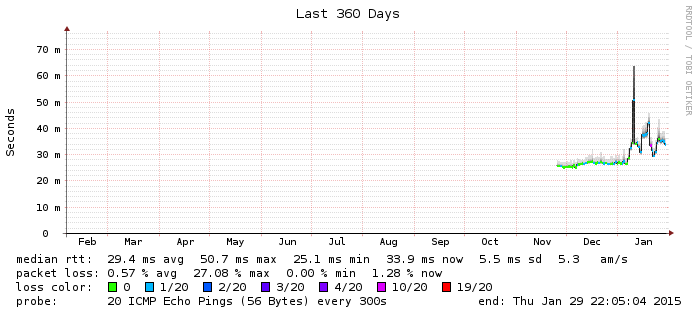 Last 360 Days
RRDTOOL / TOBI OETIKER
Seconds
70 m
60 m
50 m
40 m
30 m
20 m
10 m
0
Feb Mar Apr May Jun Jul Aug Sep Oct Nov Dec Jan
median rtt: 29.4 ms avg 50.7 ms max 25.1 ms min 33.9 ms now 5.5 ms sd 5.3 am/s
packet loss: 0.57 % avg 27.08 % max 0.00 % min 1.28 % now
loss color: 0 1/20 2/20 3/20 4/20 10/20 19/20
probe: 20 ICMP Echo Pings (56 Bytes) every 300s end: Thu Jan 29 22:05:04 2015